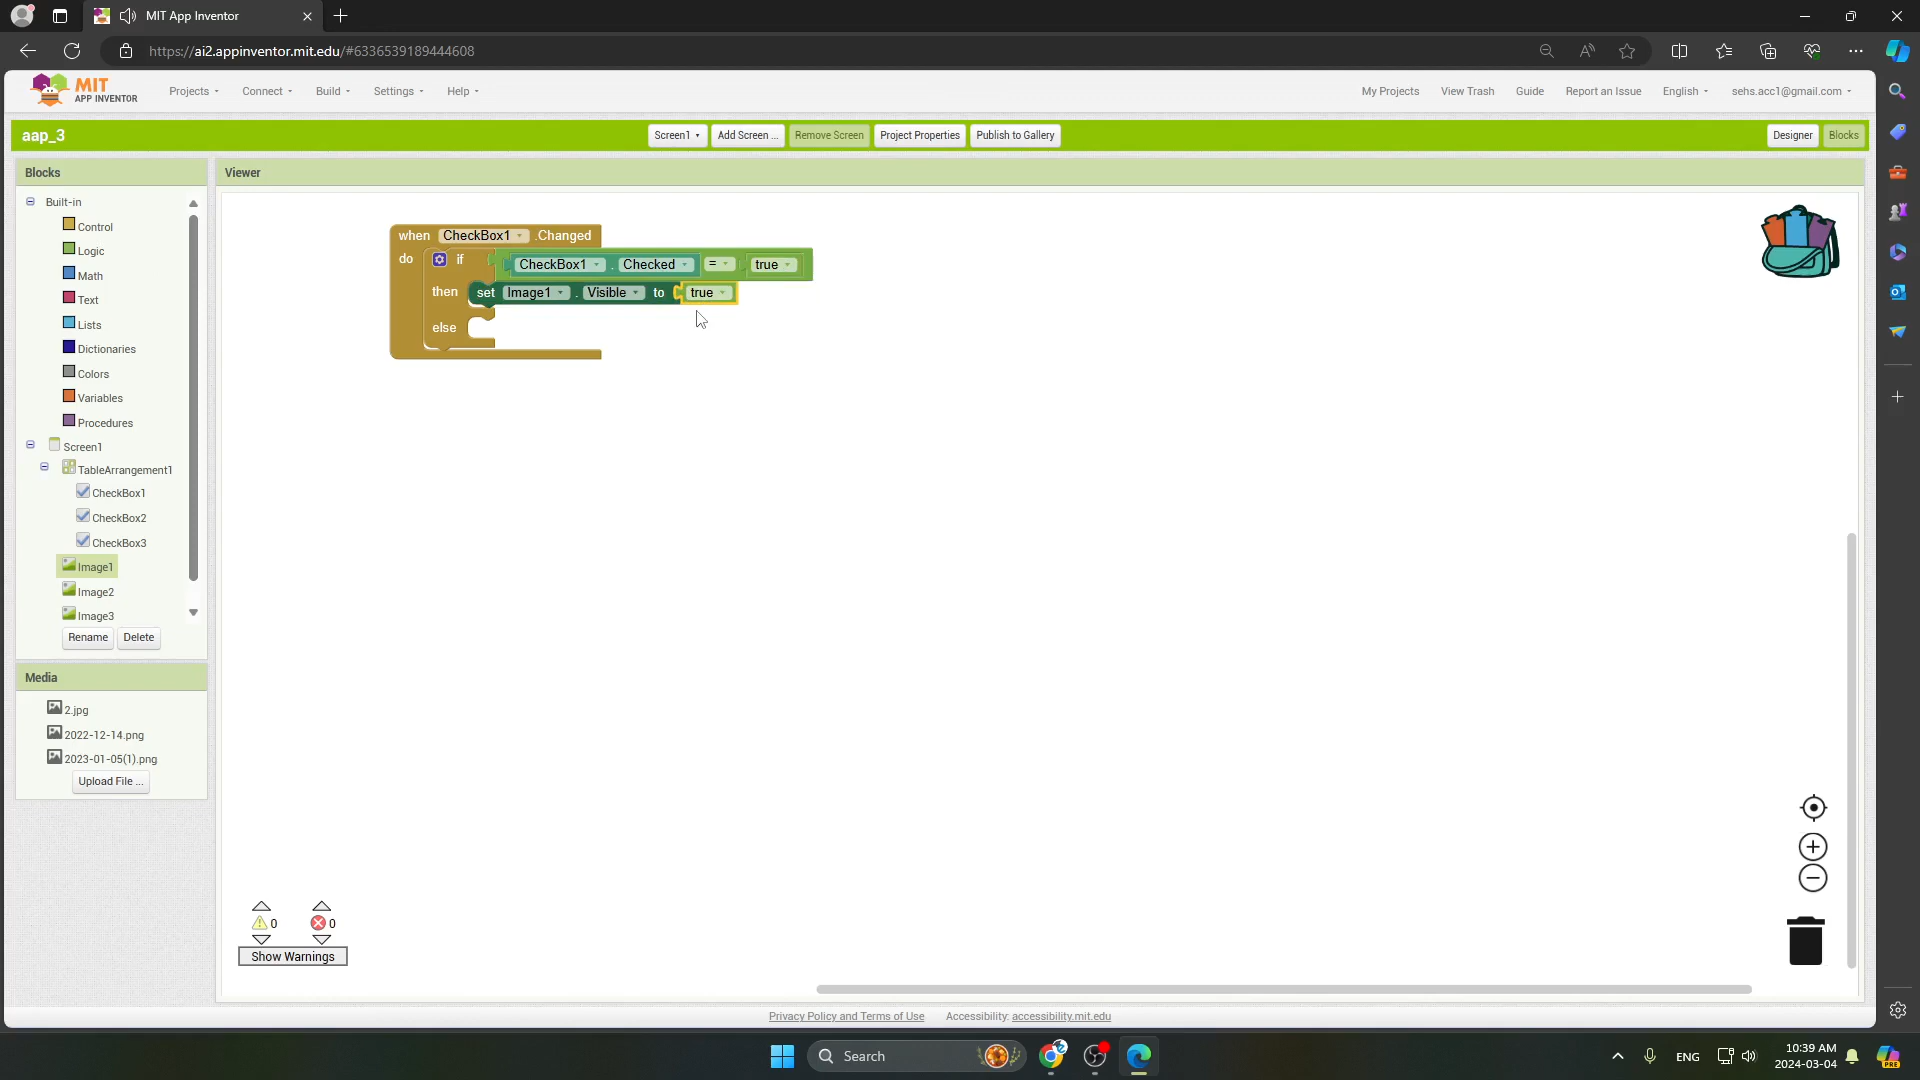 MIT App Inventor
https://ai2.appinventor.mit.edu/#6336539189444608
MIT
APP INVENTOR
Projects
Connect
Build
Settings
Help
My Projects
View Trash
Guide
Report an Issue
English
sehs.acc1@gmail.com
aap_3
Screen1
Add Screen ...
Remove Screen
Project Properties
Publish to Gallery
Designer
Blocks
Blocks
Viewer
Built-in
Control
Logic
Math
Text
Lists
Dictionaries
Colors
Variables
Procedures
Screen1
TableArrangement1
CheckBox1
CheckBox2
CheckBox3
Image1
Image2
Image3
Rename
Delete
Media
2.jpg
2022-12-14.png
2023-01-05(1).png
Upload File ...
when CheckBox1 .Changed
do if CheckBox1 . Checked = true
then set Image1 . Visible to true
else
0 0
Show Warnings
Privacy Policy and Terms of Use Accessibility: accessibility.mit.edu
Search
ENG
10:39 AM
2024-03-04
PRE